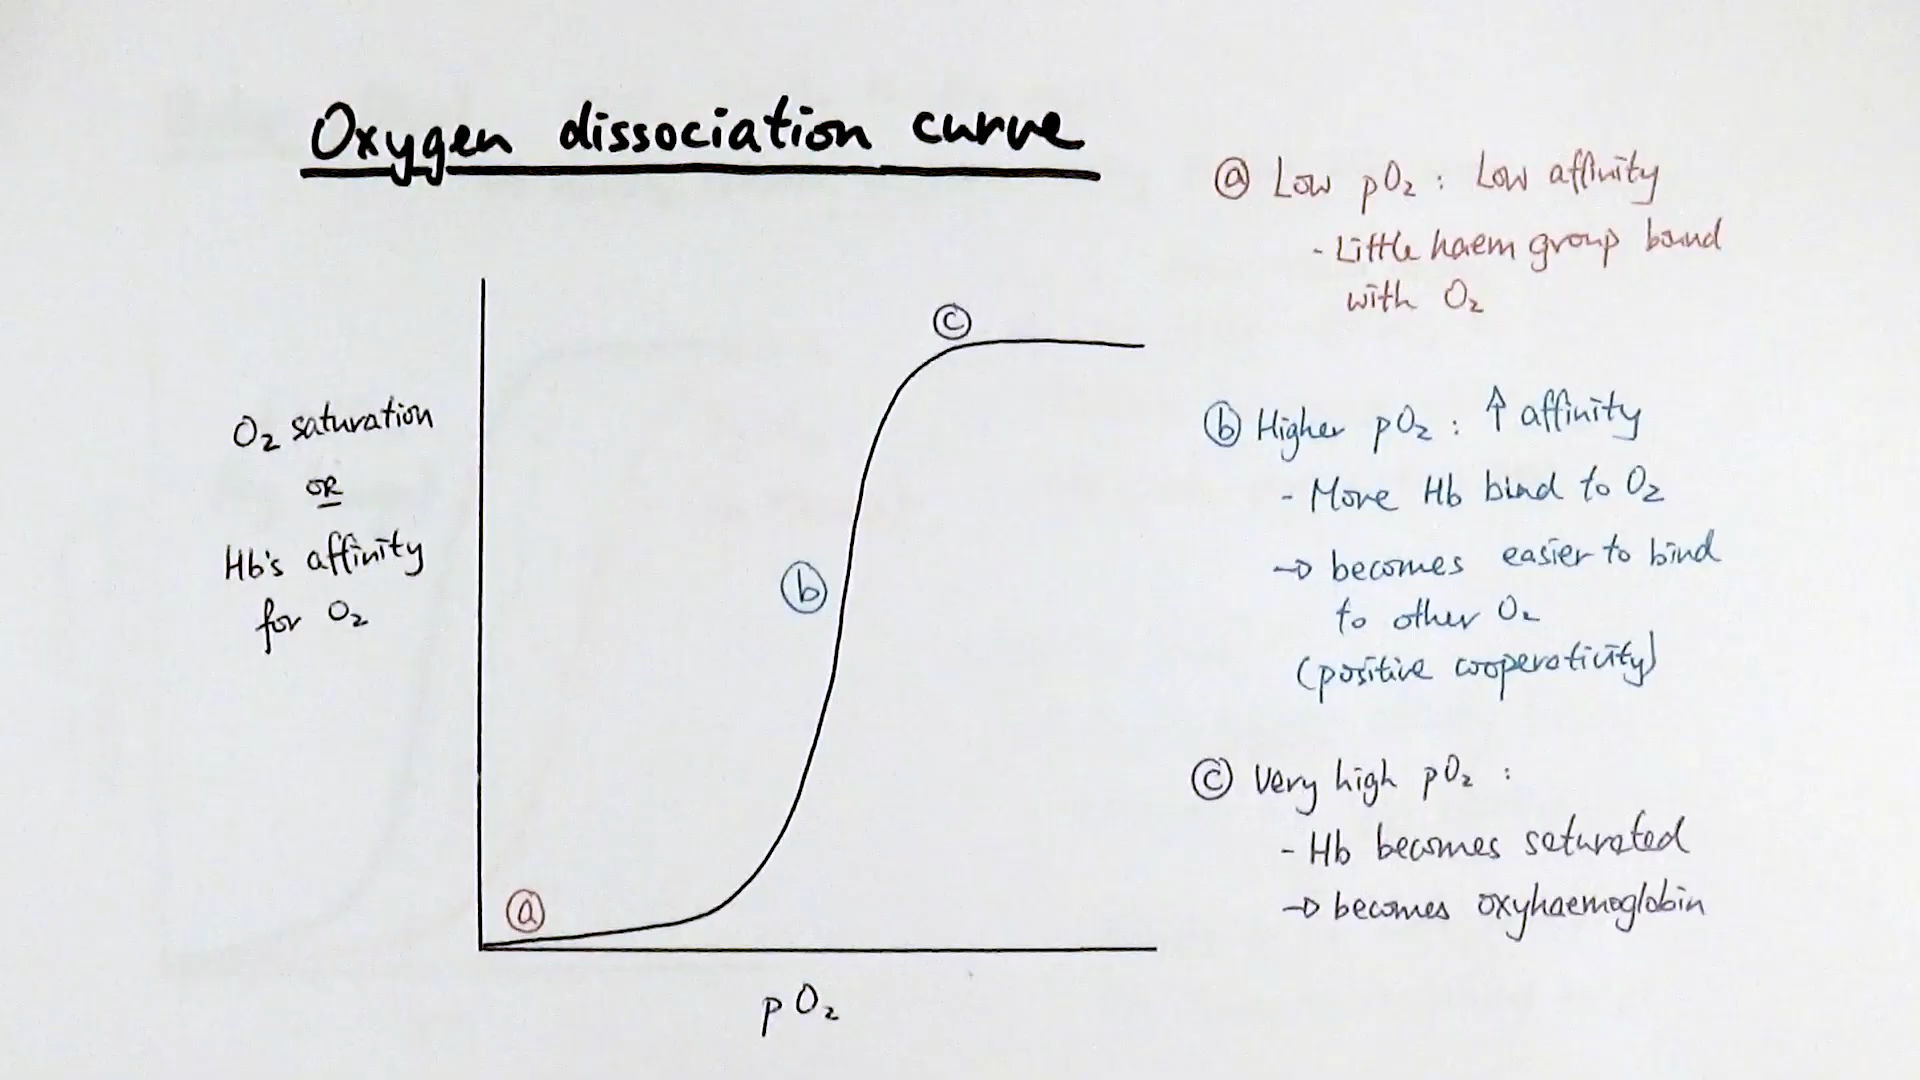 Oxygen dissociation curve
O₂ saturation
OR
Hb's affinity
for O₂
pO₂
ⓐ
ⓑ
ⓒ
ⓐ Low pO₂ : Low affinity
- Little haem group bound
with O₂
ⓑ Higher pO₂ : ↑ affinity
- More Hb bind to O₂
→ becomes easier to bind
to other O₂
(positive cooperativity)
ⓒ Very high pO₂ :
- Hb becomes saturated
→ becomes oxyhaemoglobin